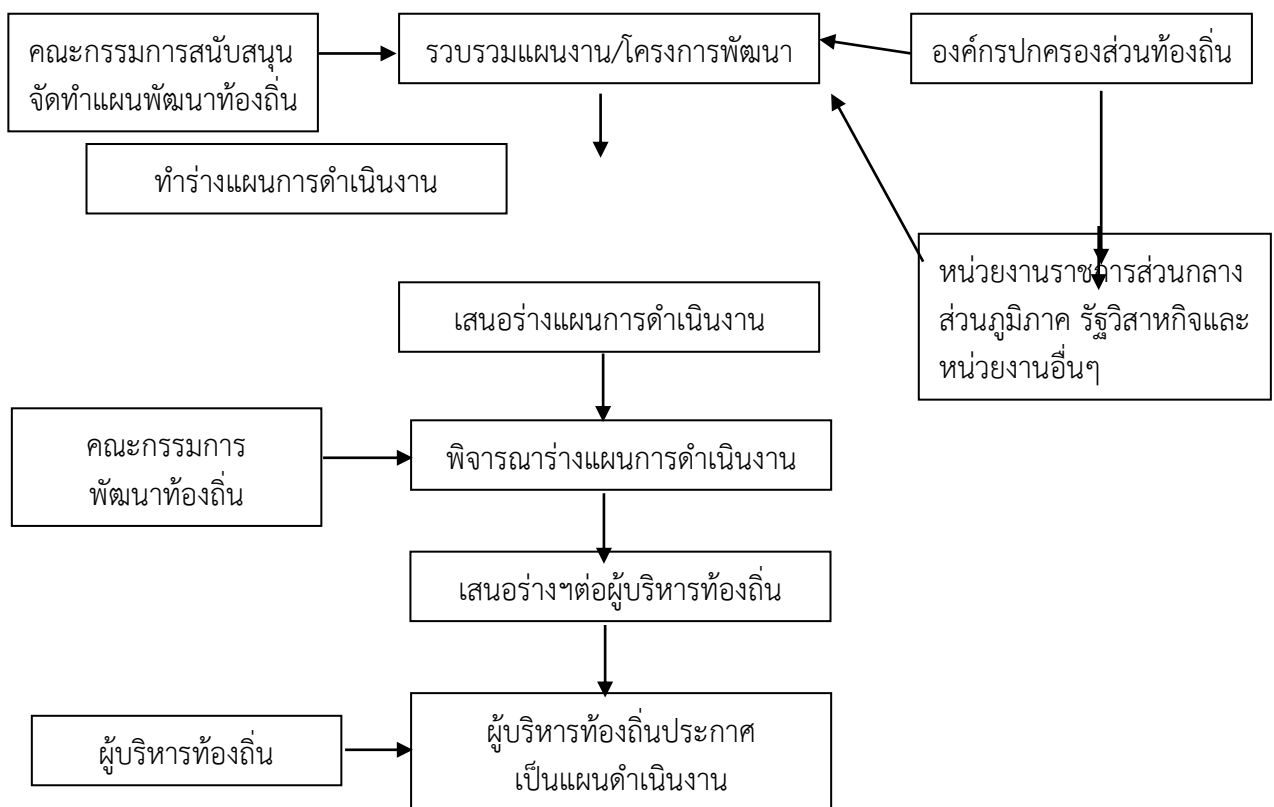 คณะกรรมการสนับสนุน
จัดทำแผนพัฒนาท้องถิ่น
รวบรวมแผนงาน/โครงการพัฒนา
องค์กรปกครองส่วนท้องถิ่น
ทำร่างแผนการดำเนินงาน
หน่วยงานราชการส่วนกลาง
ส่วนภูมิภาค รัฐวิสาหกิจและ
หน่วยงานอื่นๆ
เสนอร่างแผนการดำเนินงาน
คณะกรรมการ
พัฒนาท้องถิ่น
พิจารณาร่างแผนการดำเนินงาน
เสนอร่างฯต่อผู้บริหารท้องถิ่น
ผู้บริหารท้องถิ่น
ผู้บริหารท้องถิ่นประกาศ
เป็นแผนดำเนินงาน